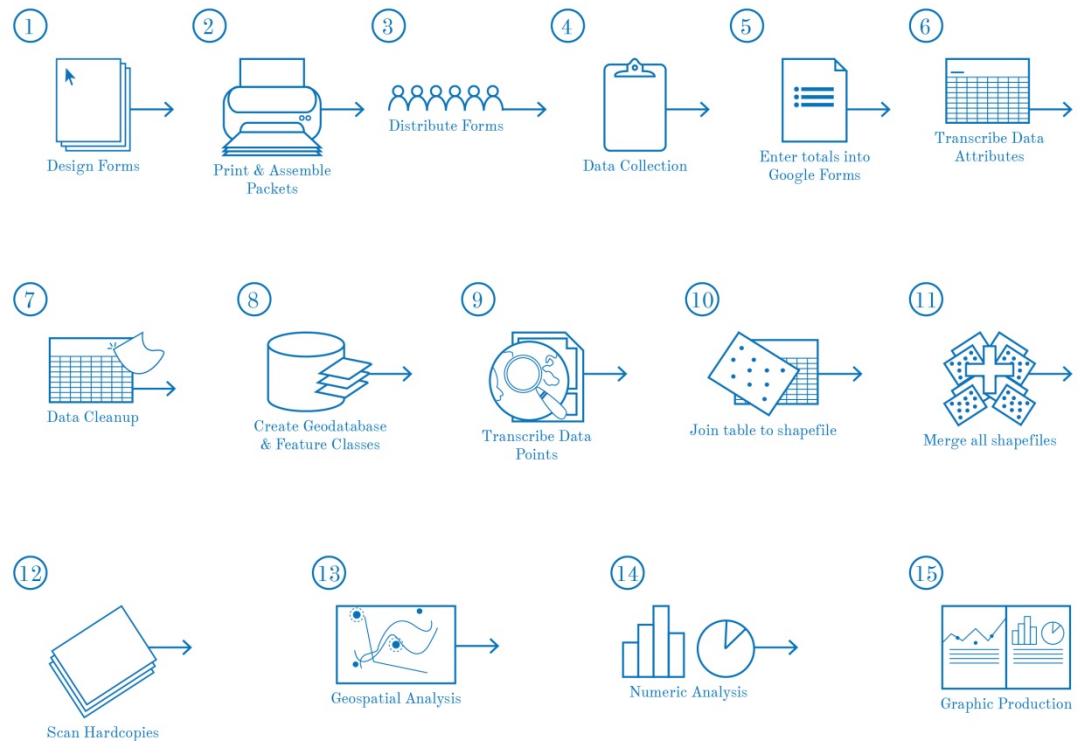 1
Design Forms
2
Print & Assemble
Packets
3
Distribute Forms
4
Data Collection
5
Enter totals into
Google Forms
6
Transcribe Data
Attributes
7
Data Cleanup
8
Create Geodatabase
& Feature Classes
9
Transcribe Data
Points
10
Join table to shapefile
11
Merge all shapefiles
12
Scan Hardcopies
13
Geospatial Analysis
14
Numeric Analysis
15
Graphic Production